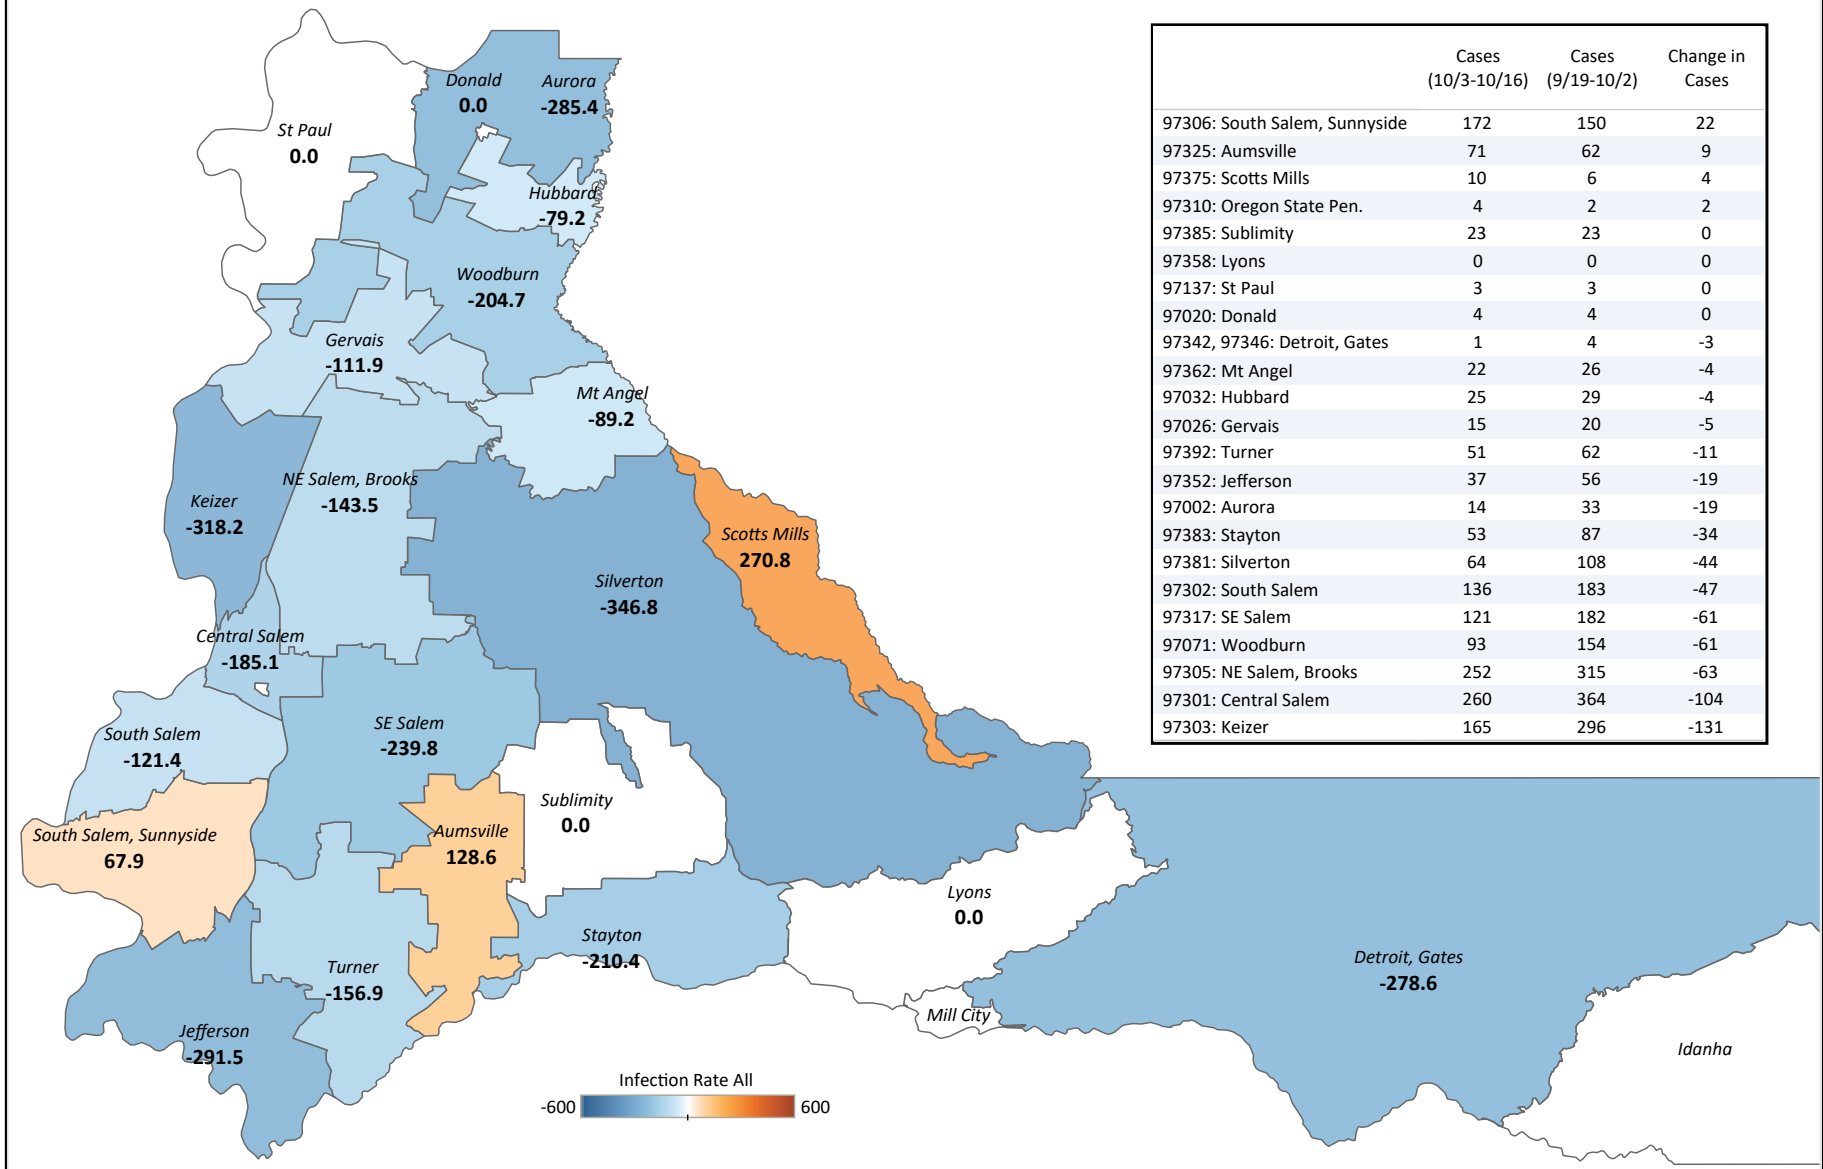 Donald
0.0
Aurora
-285.4
St Paul
0.0
Hubbard
-79.2
Woodburn
-204.7
Gervais
-111.9
Mt Angel
-89.2
NE Salem, Brooks
-143.5
Keizer
-318.2
Scotts Mills
270.8
Silverton
-346.8
Central Salem
-185.1
South Salem
-121.4
SE Salem
-239.8
Sublimity
0.0
South Salem, Sunnyside
67.9
Aumsville
128.6
Lyons
0.0
Stayton
-210.4
Turner
-156.9
Detroit, Gates
-278.6
Mill City
Jefferson
-291.5
Idanha
Infection Rate All
-600 600
Cases Cases Change in
(10/3-10/16) (9/19-10/2) Cases
97306: South Salem, Sunnyside 172 150 22
97325: Aumsville 71 62 9
97375: Scotts Mills 10 6 4
97310: Oregon State Pen. 4 2 2
97385: Sublimity 23 23 0
97358: Lyons 0 0 0
97137: St Paul 3 3 0
97020: Donald 4 4 0
97342, 97346: Detroit, Gates 1 4 -3
97362: Mt Angel 22 26 -4
97032: Hubbard 25 29 -4
97026: Gervais 15 20 -5
97392: Turner 51 62 -11
97352: Jefferson 37 56 -19
97002: Aurora 14 33 -19
97383: Stayton 53 87 -34
97381: Silverton 64 108 -44
97302: South Salem 136 183 -47
97317: SE Salem 121 182 -61
97071: Woodburn 93 154 -61
97305: NE Salem, Brooks 252 315 -63
97301: Central Salem 260 364 -104
97303: Keizer 165 296 -131